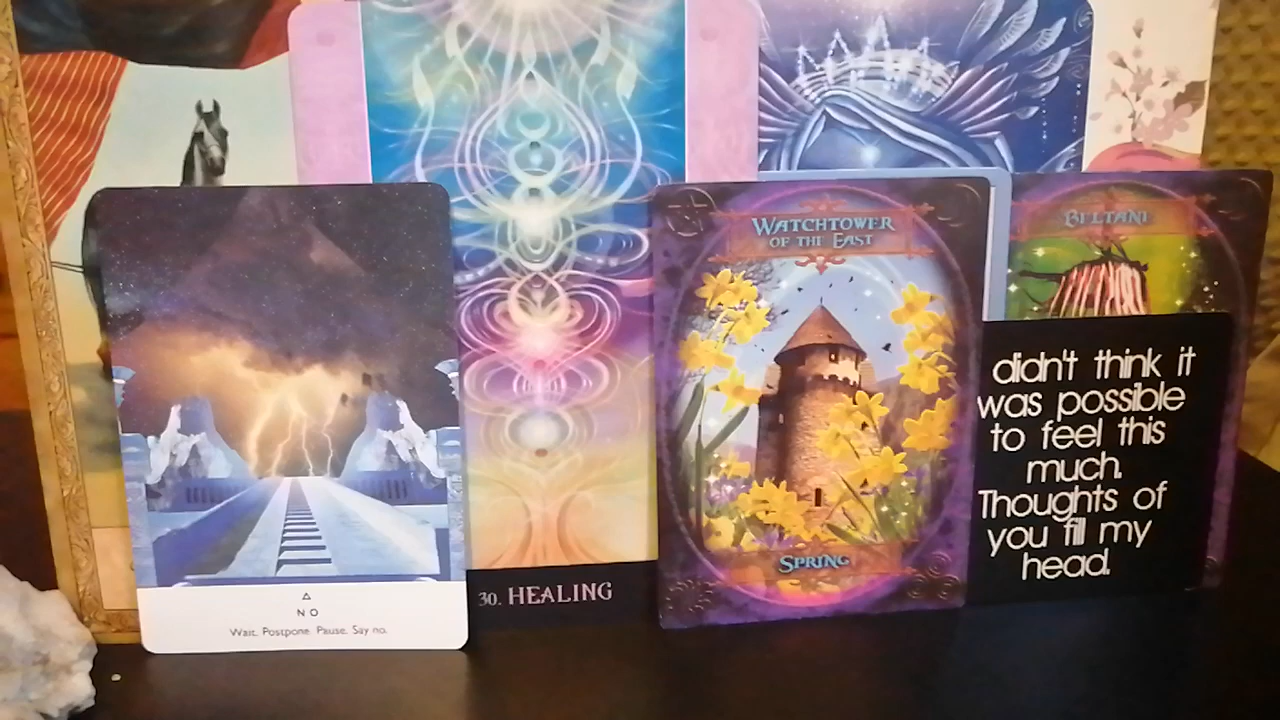 NO
Wait. Postpone. Pause. Say no.
30. HEALING
WATCHTOWER
OF THE EAST
SPRING
BELTANE
didn't think it
was possible
to feel this
much.
Thoughts of
you fill my
head.